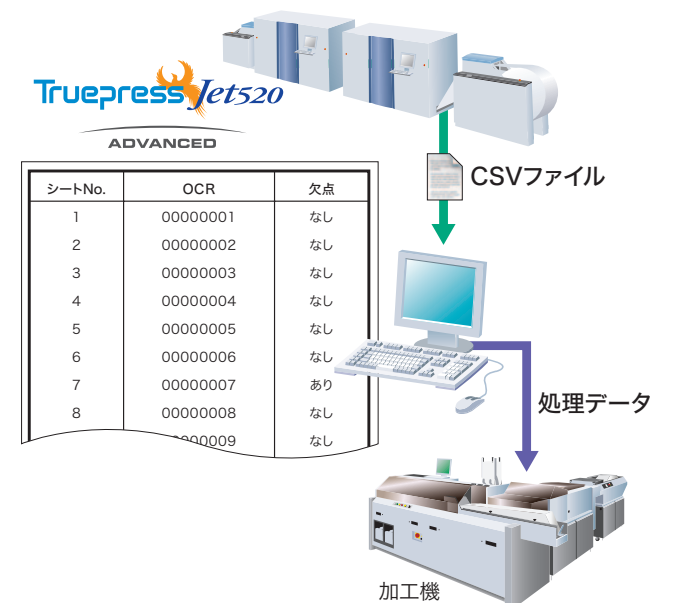 Truepress Jet520
ADVANCED
CSVファイル
シートNo. OCR 欠点
1 00000001 なし
2 00000002 なし
3 00000003 なし
4 00000004 なし
5 00000005 なし
6 00000006 なし
7 00000007 あり
8 00000008 なし
00000009 なし
処理データ
加工機